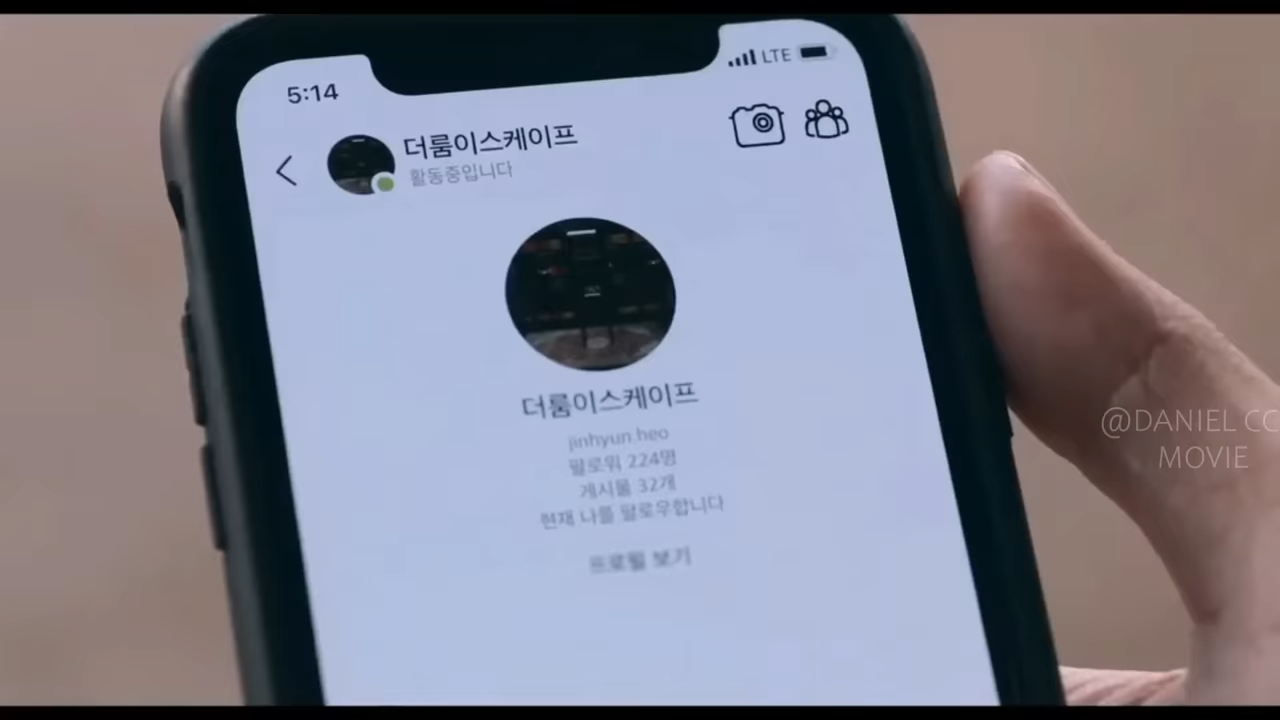 5:14
LTE
더룸이스케이프
활동중입니다
더룸이스케이프
jinhyun.heo
팔로워 224명
게시물 32개
현재 나를 팔로우합니다
프로필 보기
@DANIEL CC
MOVIE